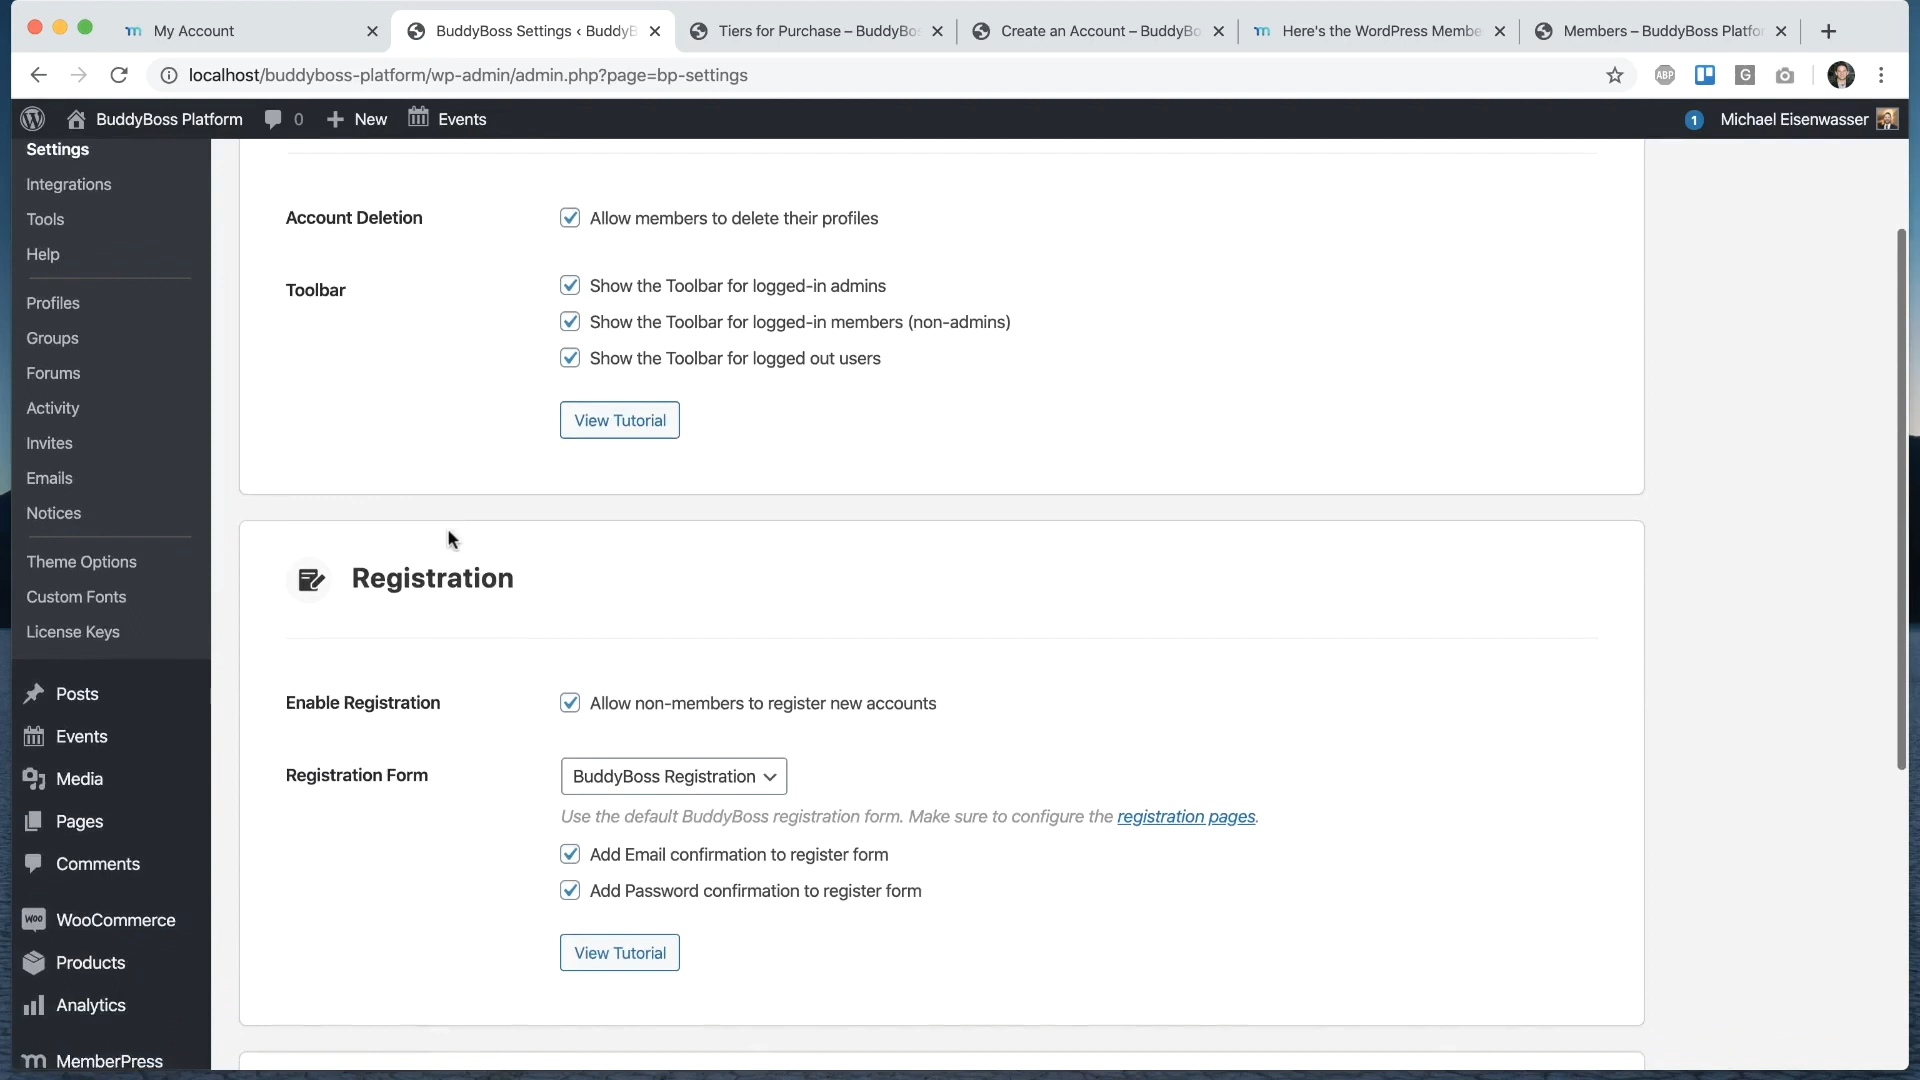 My Account
BuddyBoss Settings ‹ BuddyB
Tiers for Purchase – BuddyBos
Create an Account – BuddyBo
Here's the WordPress Membe
Members – BuddyBoss Platfor
localhost/buddyboss-platform/wp-admin/admin.php?page=bp-settings
ABP
G
BuddyBoss Platform
0
New
Events
1
Michael Eisenwasser
Settings
Integrations
Tools
Help
Profiles
Groups
Forums
Activity
Invites
Emails
Notices
Theme Options
Custom Fonts
License Keys
Posts
Events
Media
Pages
Comments
Woo
WooCommerce
Products
Analytics
MemberPress
Account Deletion
Allow members to delete their profiles
Toolbar
Show the Toolbar for logged-in admins
Show the Toolbar for logged-in members (non-admins)
Show the Toolbar for logged out users
View Tutorial
Registration
Enable Registration
Allow non-members to register new accounts
Registration Form
BuddyBoss Registration
Use the default BuddyBoss registration form. Make sure to configure the registration pages.
Add Email confirmation to register form
Add Password confirmation to register form
View Tutorial